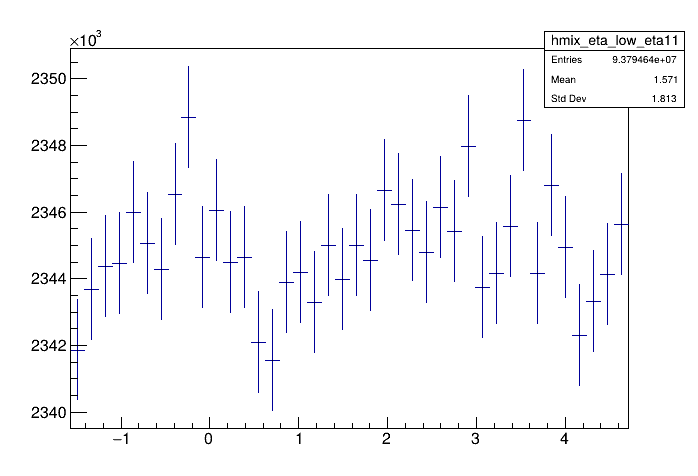 ×10³
hmix_eta_low_eta11
Entries 9.379464e+07
Mean 1.571
Std Dev 1.813
2350
2348
2346
2344
2342
2340
−1 0 1 2 3 4